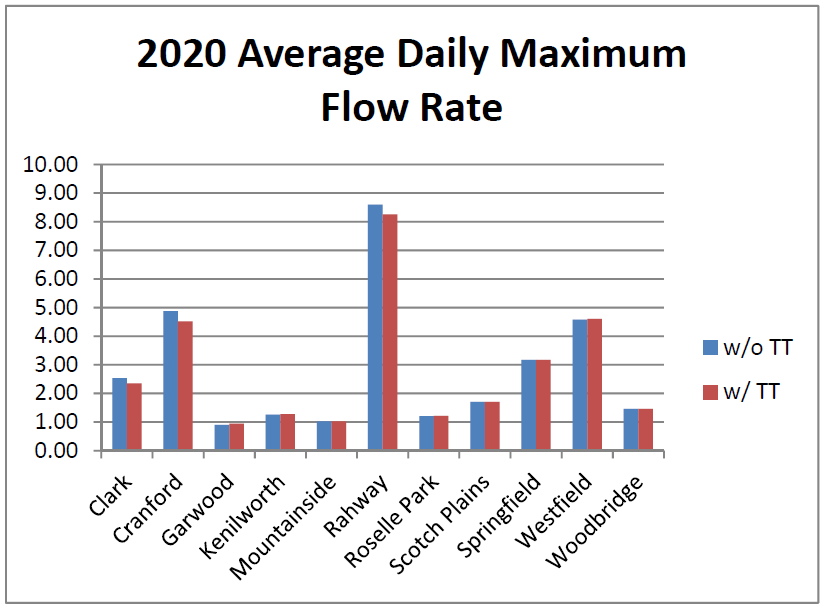 2020 Average Daily Maximum
Flow Rate
10.00
9.00
8.00
7.00
6.00
5.00
4.00
3.00
2.00
1.00
0.00
Clark
Cranford
Garwood
Kenilworth
Mountainside
Rahway
Roselle Park
Scotch Plains
Springfield
Westfield
Woodbridge
w/o TT
w/ TT